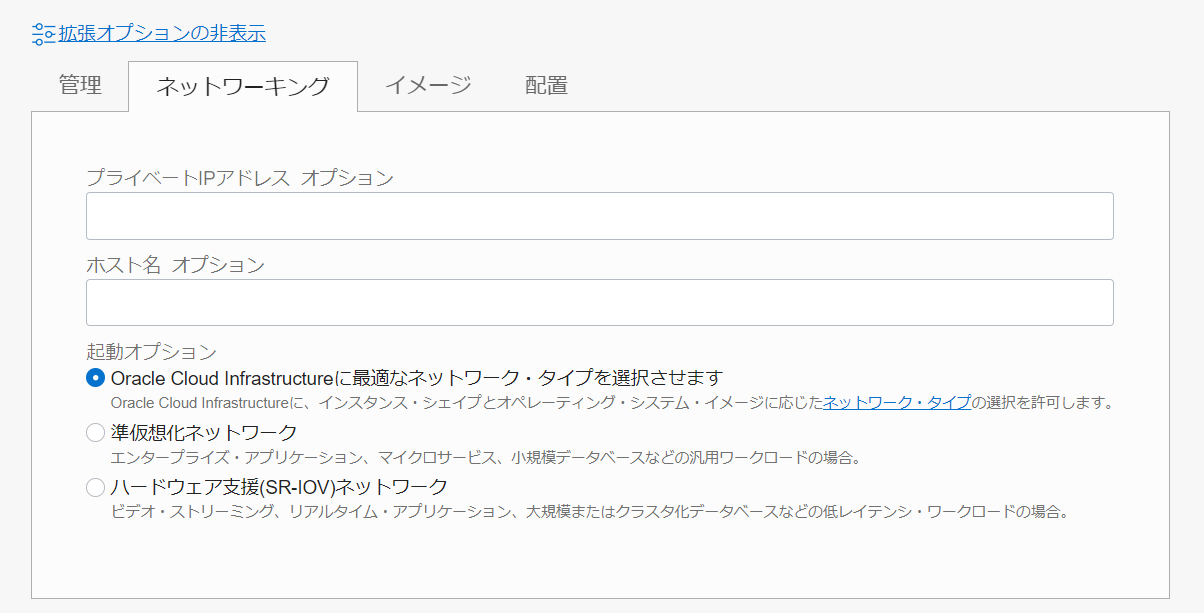 拡張オプションの非表示
管理 ネットワーキング イメージ 配置
プライベートIPアドレス オプション
ホスト名 オプション
起動オプション
Oracle Cloud Infrastructureに最適なネットワーク・タイプを選択させます
Oracle Cloud Infrastructureに、インスタンス・シェイプとオペレーティング・システム・イメージに応じたネットワーク・タイプの選択を許可します。
準仮想化ネットワーク
エンタープライズ・アプリケーション、マイクロサービス、小規模データベースなどの汎用ワークロードの場合。
ハードウェア支援(SR-IOV)ネットワーク
ビデオ・ストリーミング、リアルタイム・アプリケーション、大規模またはクラスタ化データベースなどの低レイテンシ・ワークロードの場合。